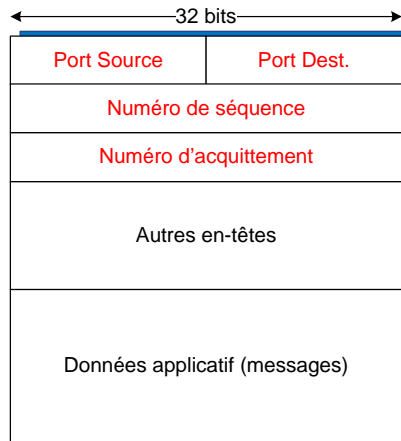 32 bits
Port Source
Port Dest.
Numéro de séquence
Numéro d'acquittement
Autres en-têtes
Données applicatif (messages)